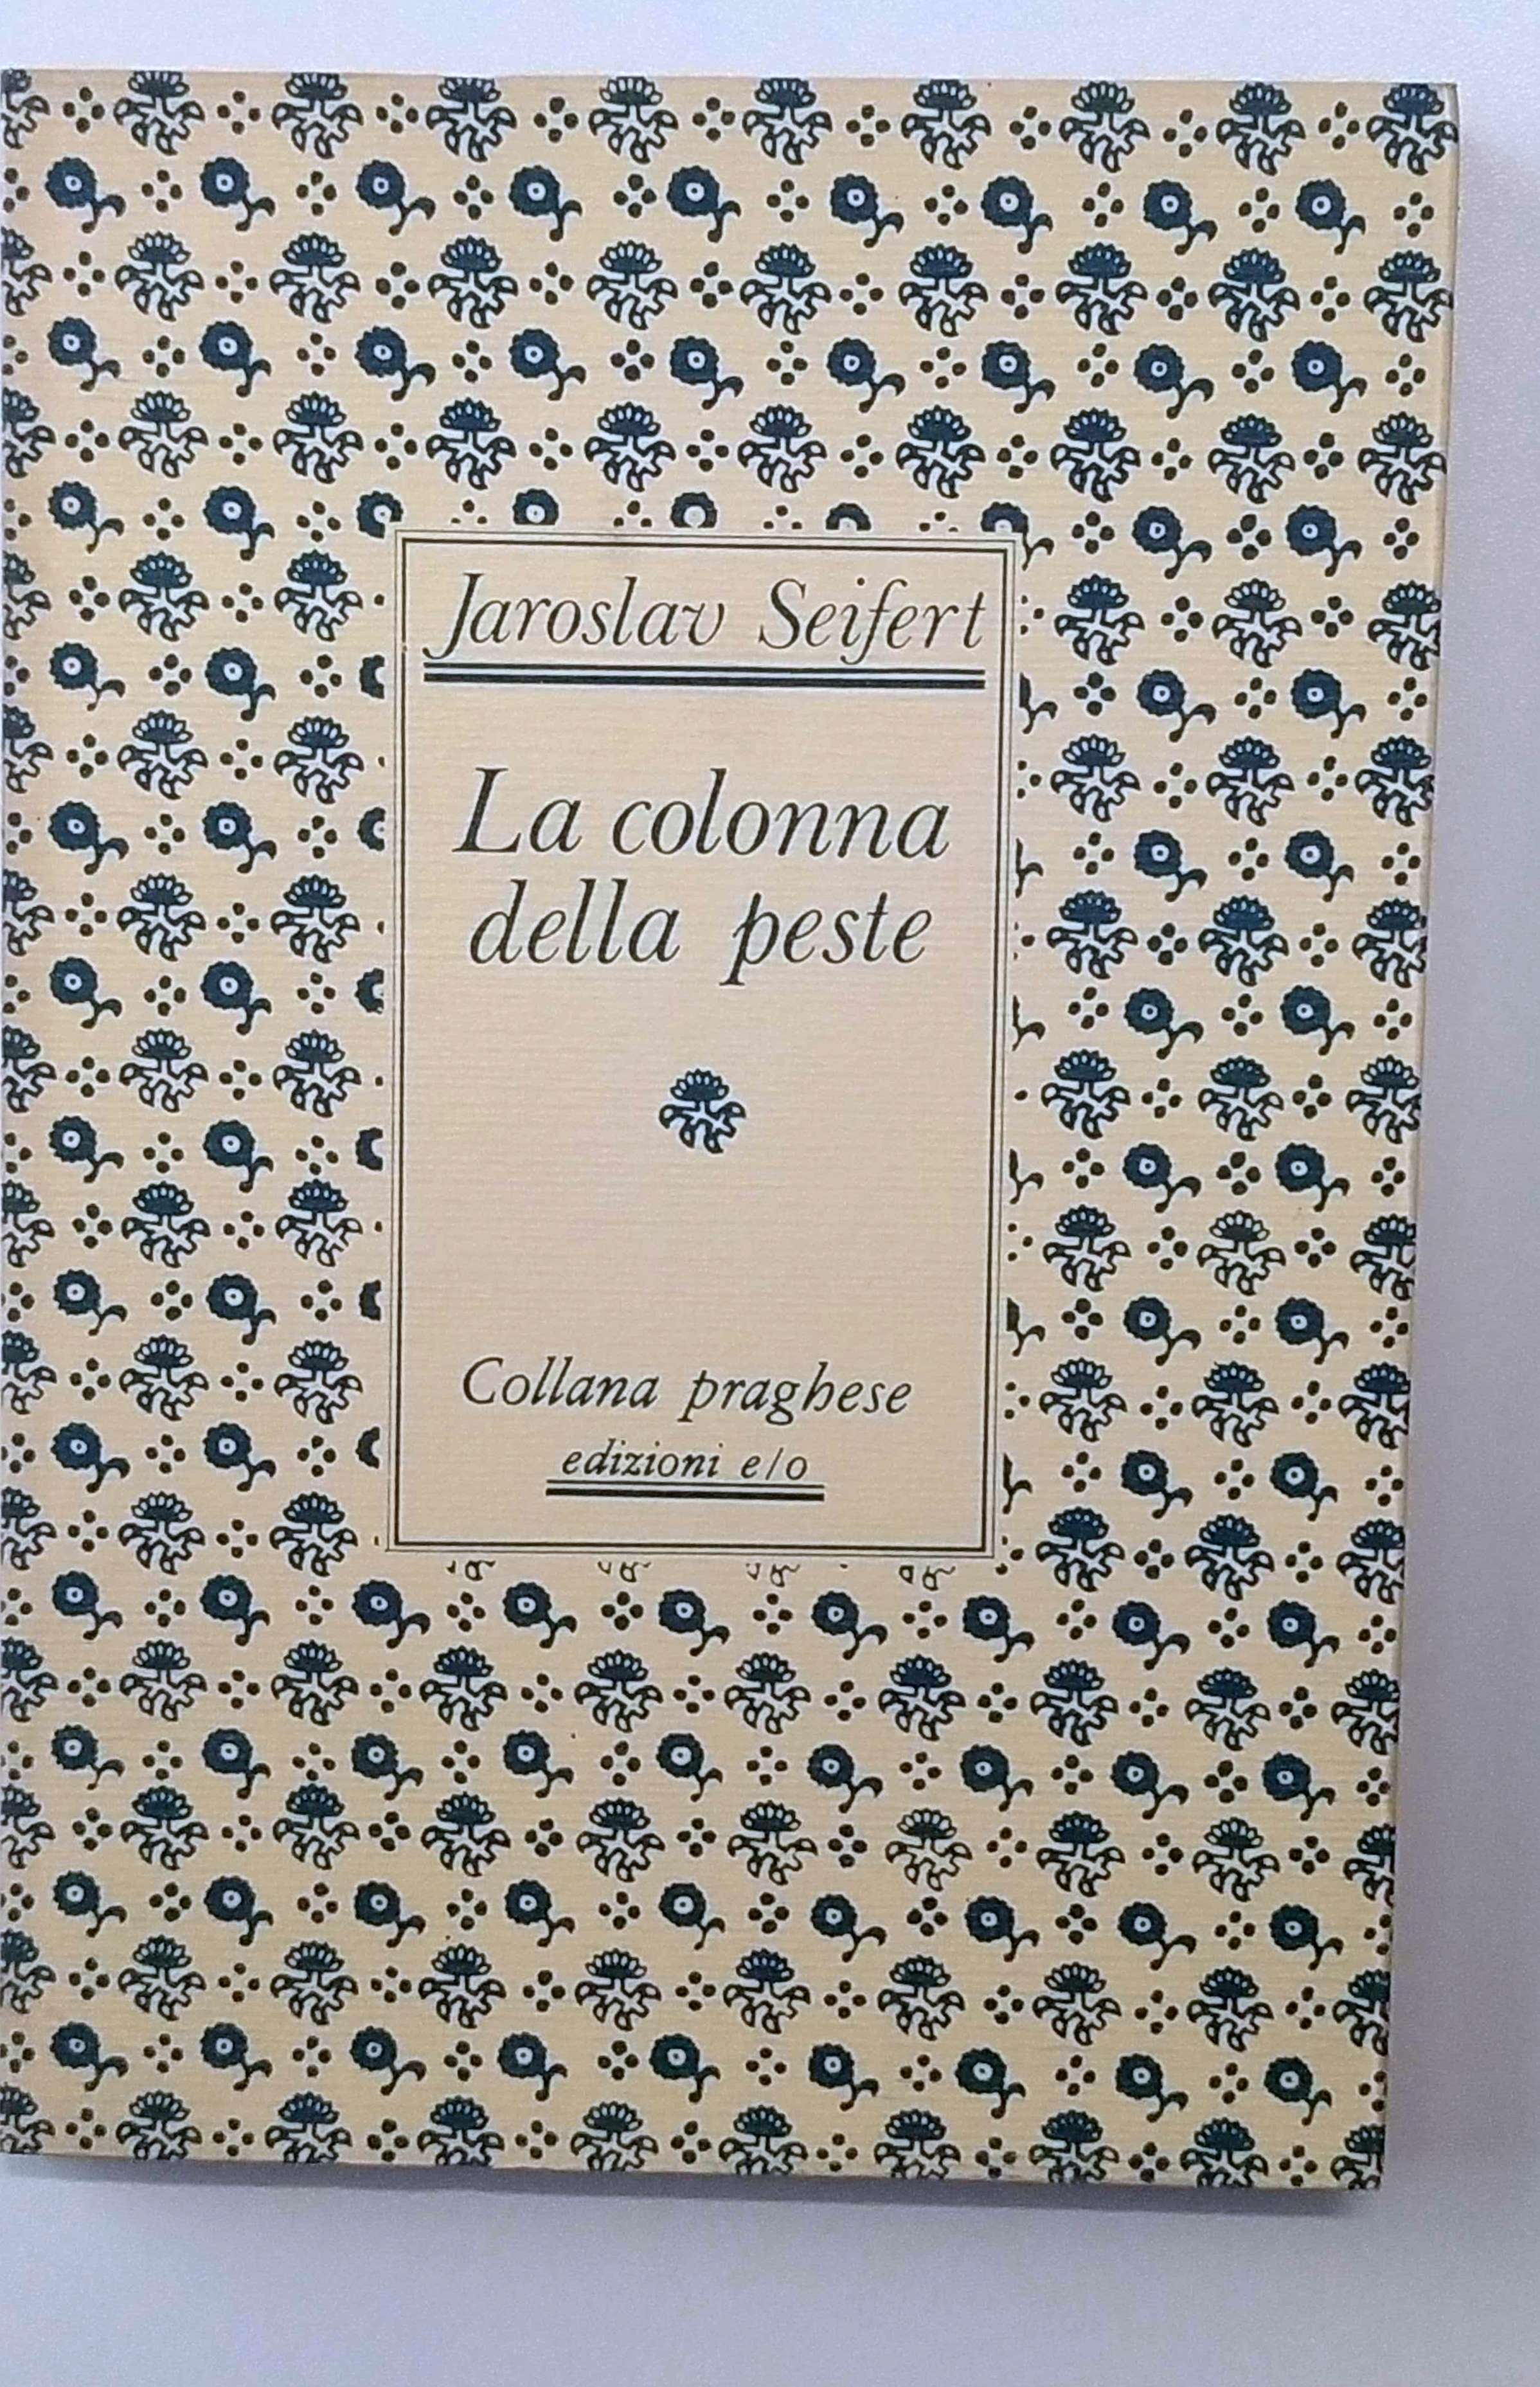 Jaroslav Seifert
La colonna
della peste
Collana praghese
edizioni e/o